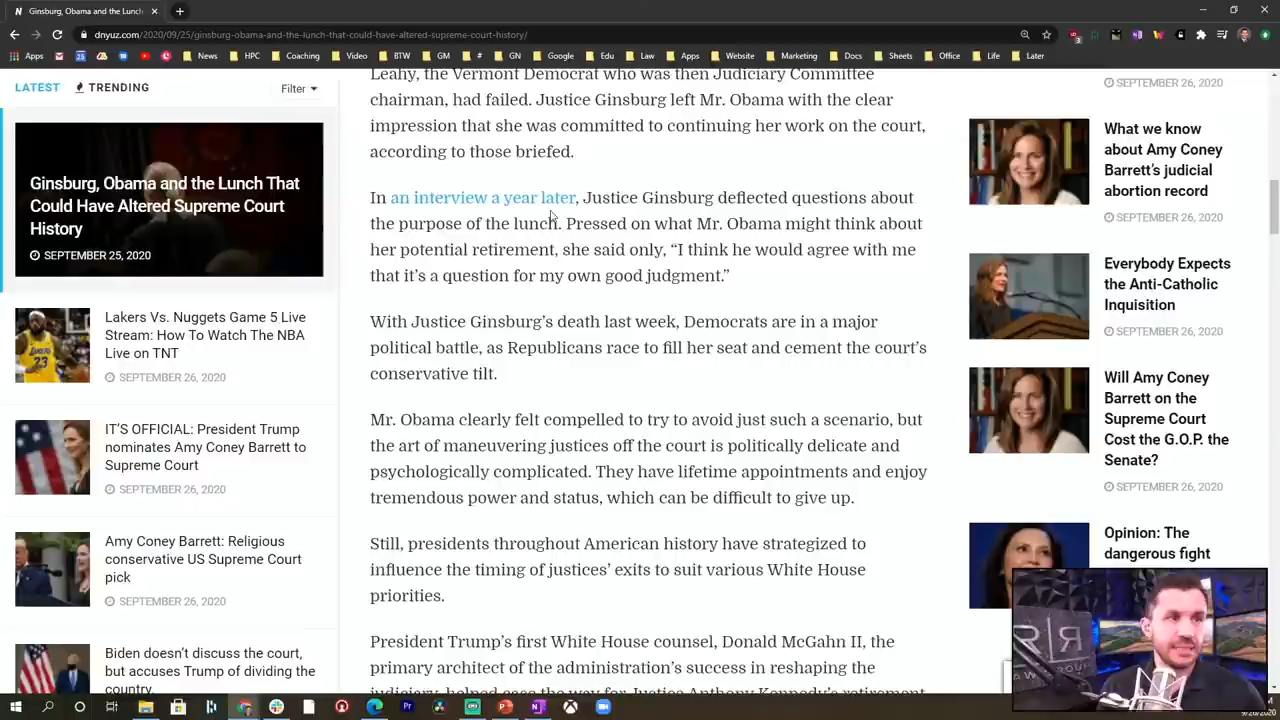 Ginsburg, Obama and the Lunch
dnyuz.com/2020/09/25/ginsburg-obama-and-the-lunch-that-could-have-altered-supreme-court-history/
Apps
News
HPC
Coaching
Video
BTW
GM
#
GN
Google
Edu
Law
Apps
Website
Marketing
Docs
Sheets
Office
Life
Later
LATEST
TRENDING
Filter
Ginsburg, Obama and the Lunch That
Could Have Altered Supreme Court
History
SEPTEMBER 25, 2020
Lakers Vs. Nuggets Game 5 Live
Stream: How To Watch The NBA
Live on TNT
SEPTEMBER 26, 2020
IT’S OFFICIAL: President Trump
nominates Amy Coney Barrett to
Supreme Court
SEPTEMBER 26, 2020
Amy Coney Barrett: Religious
conservative US Supreme Court
pick
SEPTEMBER 26, 2020
Biden doesn’t discuss the court,
but accuses Trump of dividing the
country
Leahy, the Vermont Democrat who was then Judiciary Committee
chairman, had failed. Justice Ginsburg left Mr. Obama with the clear
impression that she was committed to continuing her work on the court,
according to those briefed.
In an interview a year later, Justice Ginsburg deflected questions about
the purpose of the lunch. Pressed on what Mr. Obama might think about
her potential retirement, she said only, “I think he would agree with me
that it’s a question for my own good judgment.”
With Justice Ginsburg’s death last week, Democrats are in a major
political battle, as Republicans race to fill her seat and cement the court’s
conservative tilt.
Mr. Obama clearly felt compelled to try to avoid just such a scenario, but
the art of maneuvering justices off the court is politically delicate and
psychologically complicated. They have lifetime appointments and enjoy
tremendous power and status, which can be difficult to give up.
Still, presidents throughout American history have strategized to
influence the timing of justices’ exits to suit various White House
priorities.
President Trump’s first White House counsel, Donald McGahn II, the
primary architect of the administration’s success in reshaping the
judiciary, helped ease the way for Justice Anthony Kennedy’s retirement
SEPTEMBER 26, 2020
What we know
about Amy Coney
Barrett’s judicial
abortion record
SEPTEMBER 26, 2020
Everybody Expects
the Anti-Catholic
Inquisition
SEPTEMBER 26, 2020
Will Amy Coney
Barrett on the
Supreme Court
Cost the G.O.P. the
Senate?
SEPTEMBER 26, 2020
Opinion: The
dangerous fight